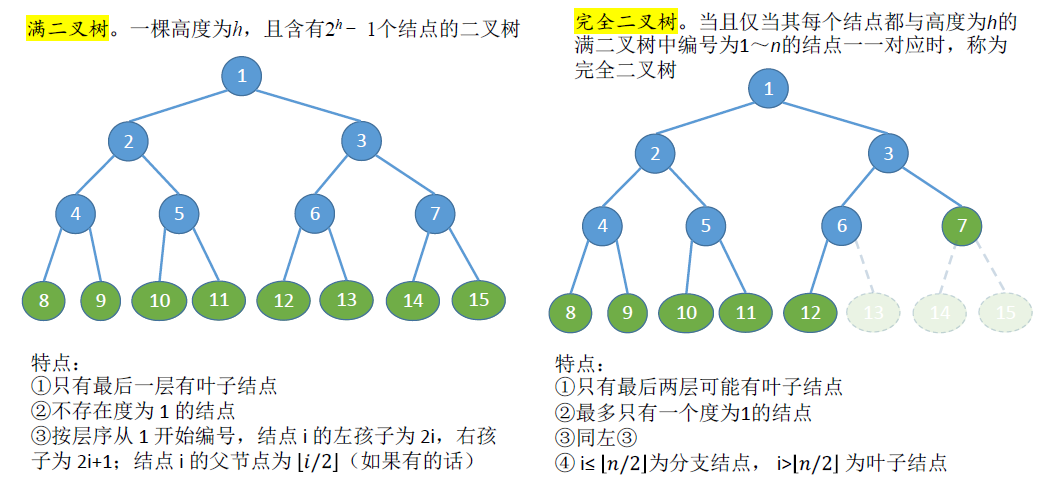 满二叉树。一棵高度为h，且含有2ʰ − 1个结点的二叉树
1
2
3
4
5
6
7
8
9
10
11
12
13
14
15
特点：
①只有最后一层有叶子结点
②不存在度为 1 的结点
③按层序从 1 开始编号，结点 i 的左孩子为 2i，右孩
子为 2i+1；结点 i 的父节点为 ⌊i/2⌋（如果有的话）
完全二叉树。当且仅当其每个结点都与高度为h的
满二叉树中编号为1～n的结点一一对应时，称为
完全二叉树
1
2
3
4
5
6
7
8
9
10
11
12
13
14
15
特点：
①只有最后两层可能有叶子结点
②最多只有一个度为1的结点
③同左③
④ i≤ ⌊n/2⌋为分支结点， i>⌊n/2⌋ 为叶子结点